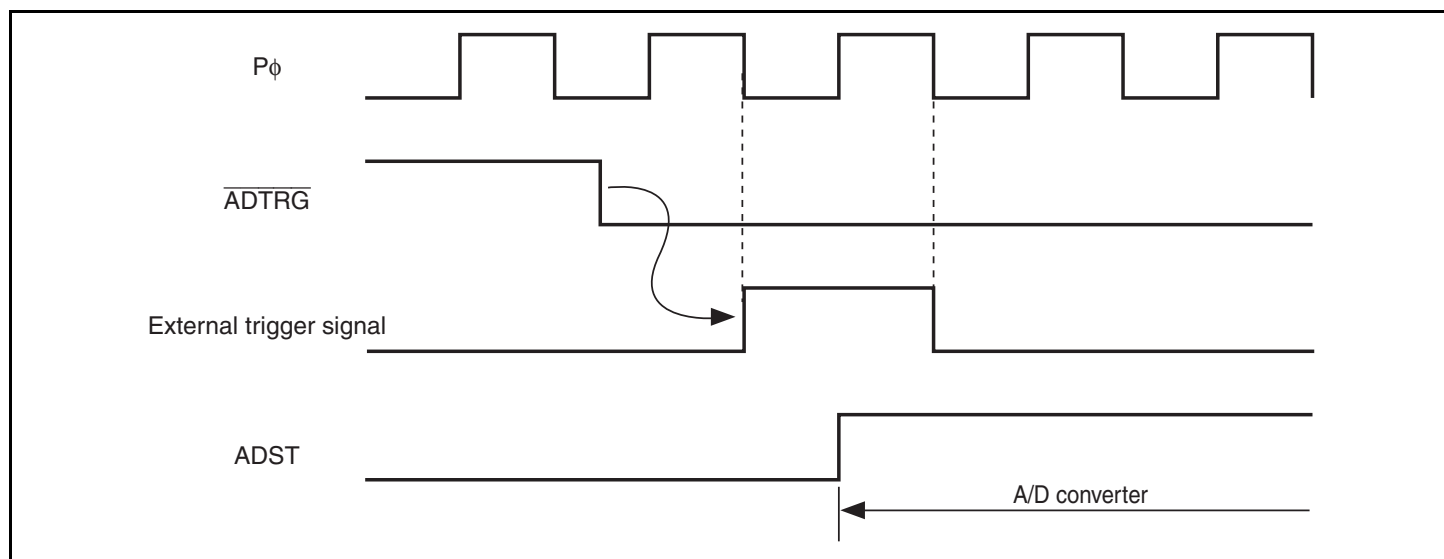 Pϕ
ADTRG
External trigger signal
ADST
A/D converter